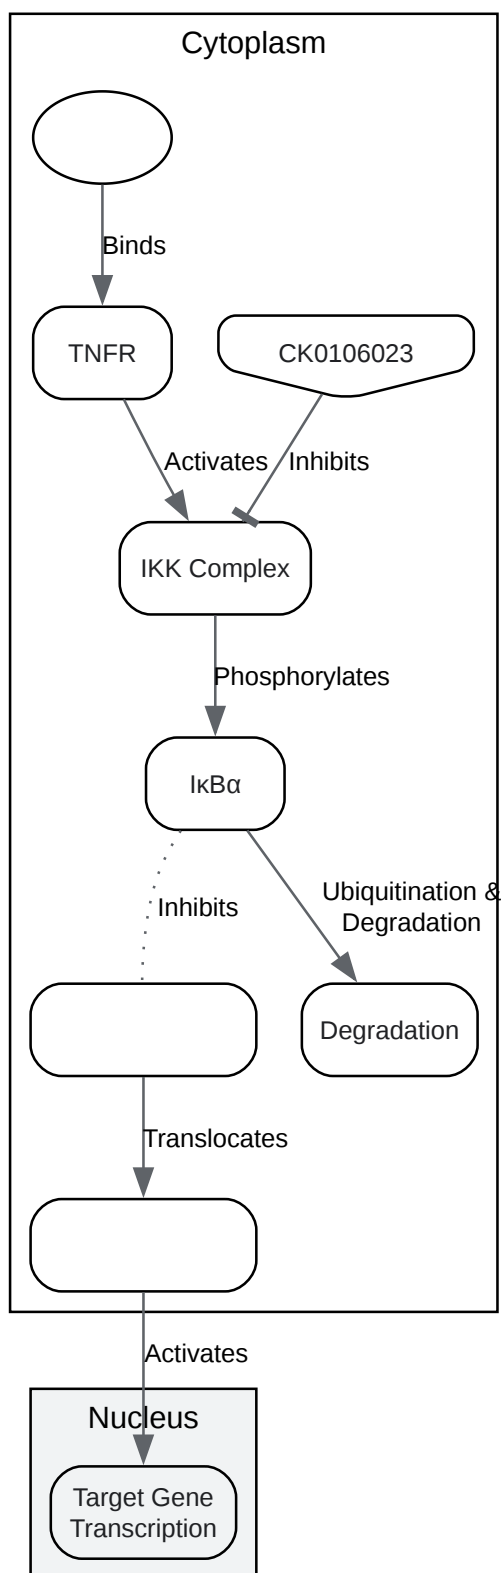 Cytoplasm
Binds
TNFR
CK0106023
Activates
Inhibits
IKK Complex
Phosphorylates
IκBα
Inhibits
Ubiquitination &
Degradation
Degradation
Translocates
Activates
Nucleus
Target Gene
Transcription